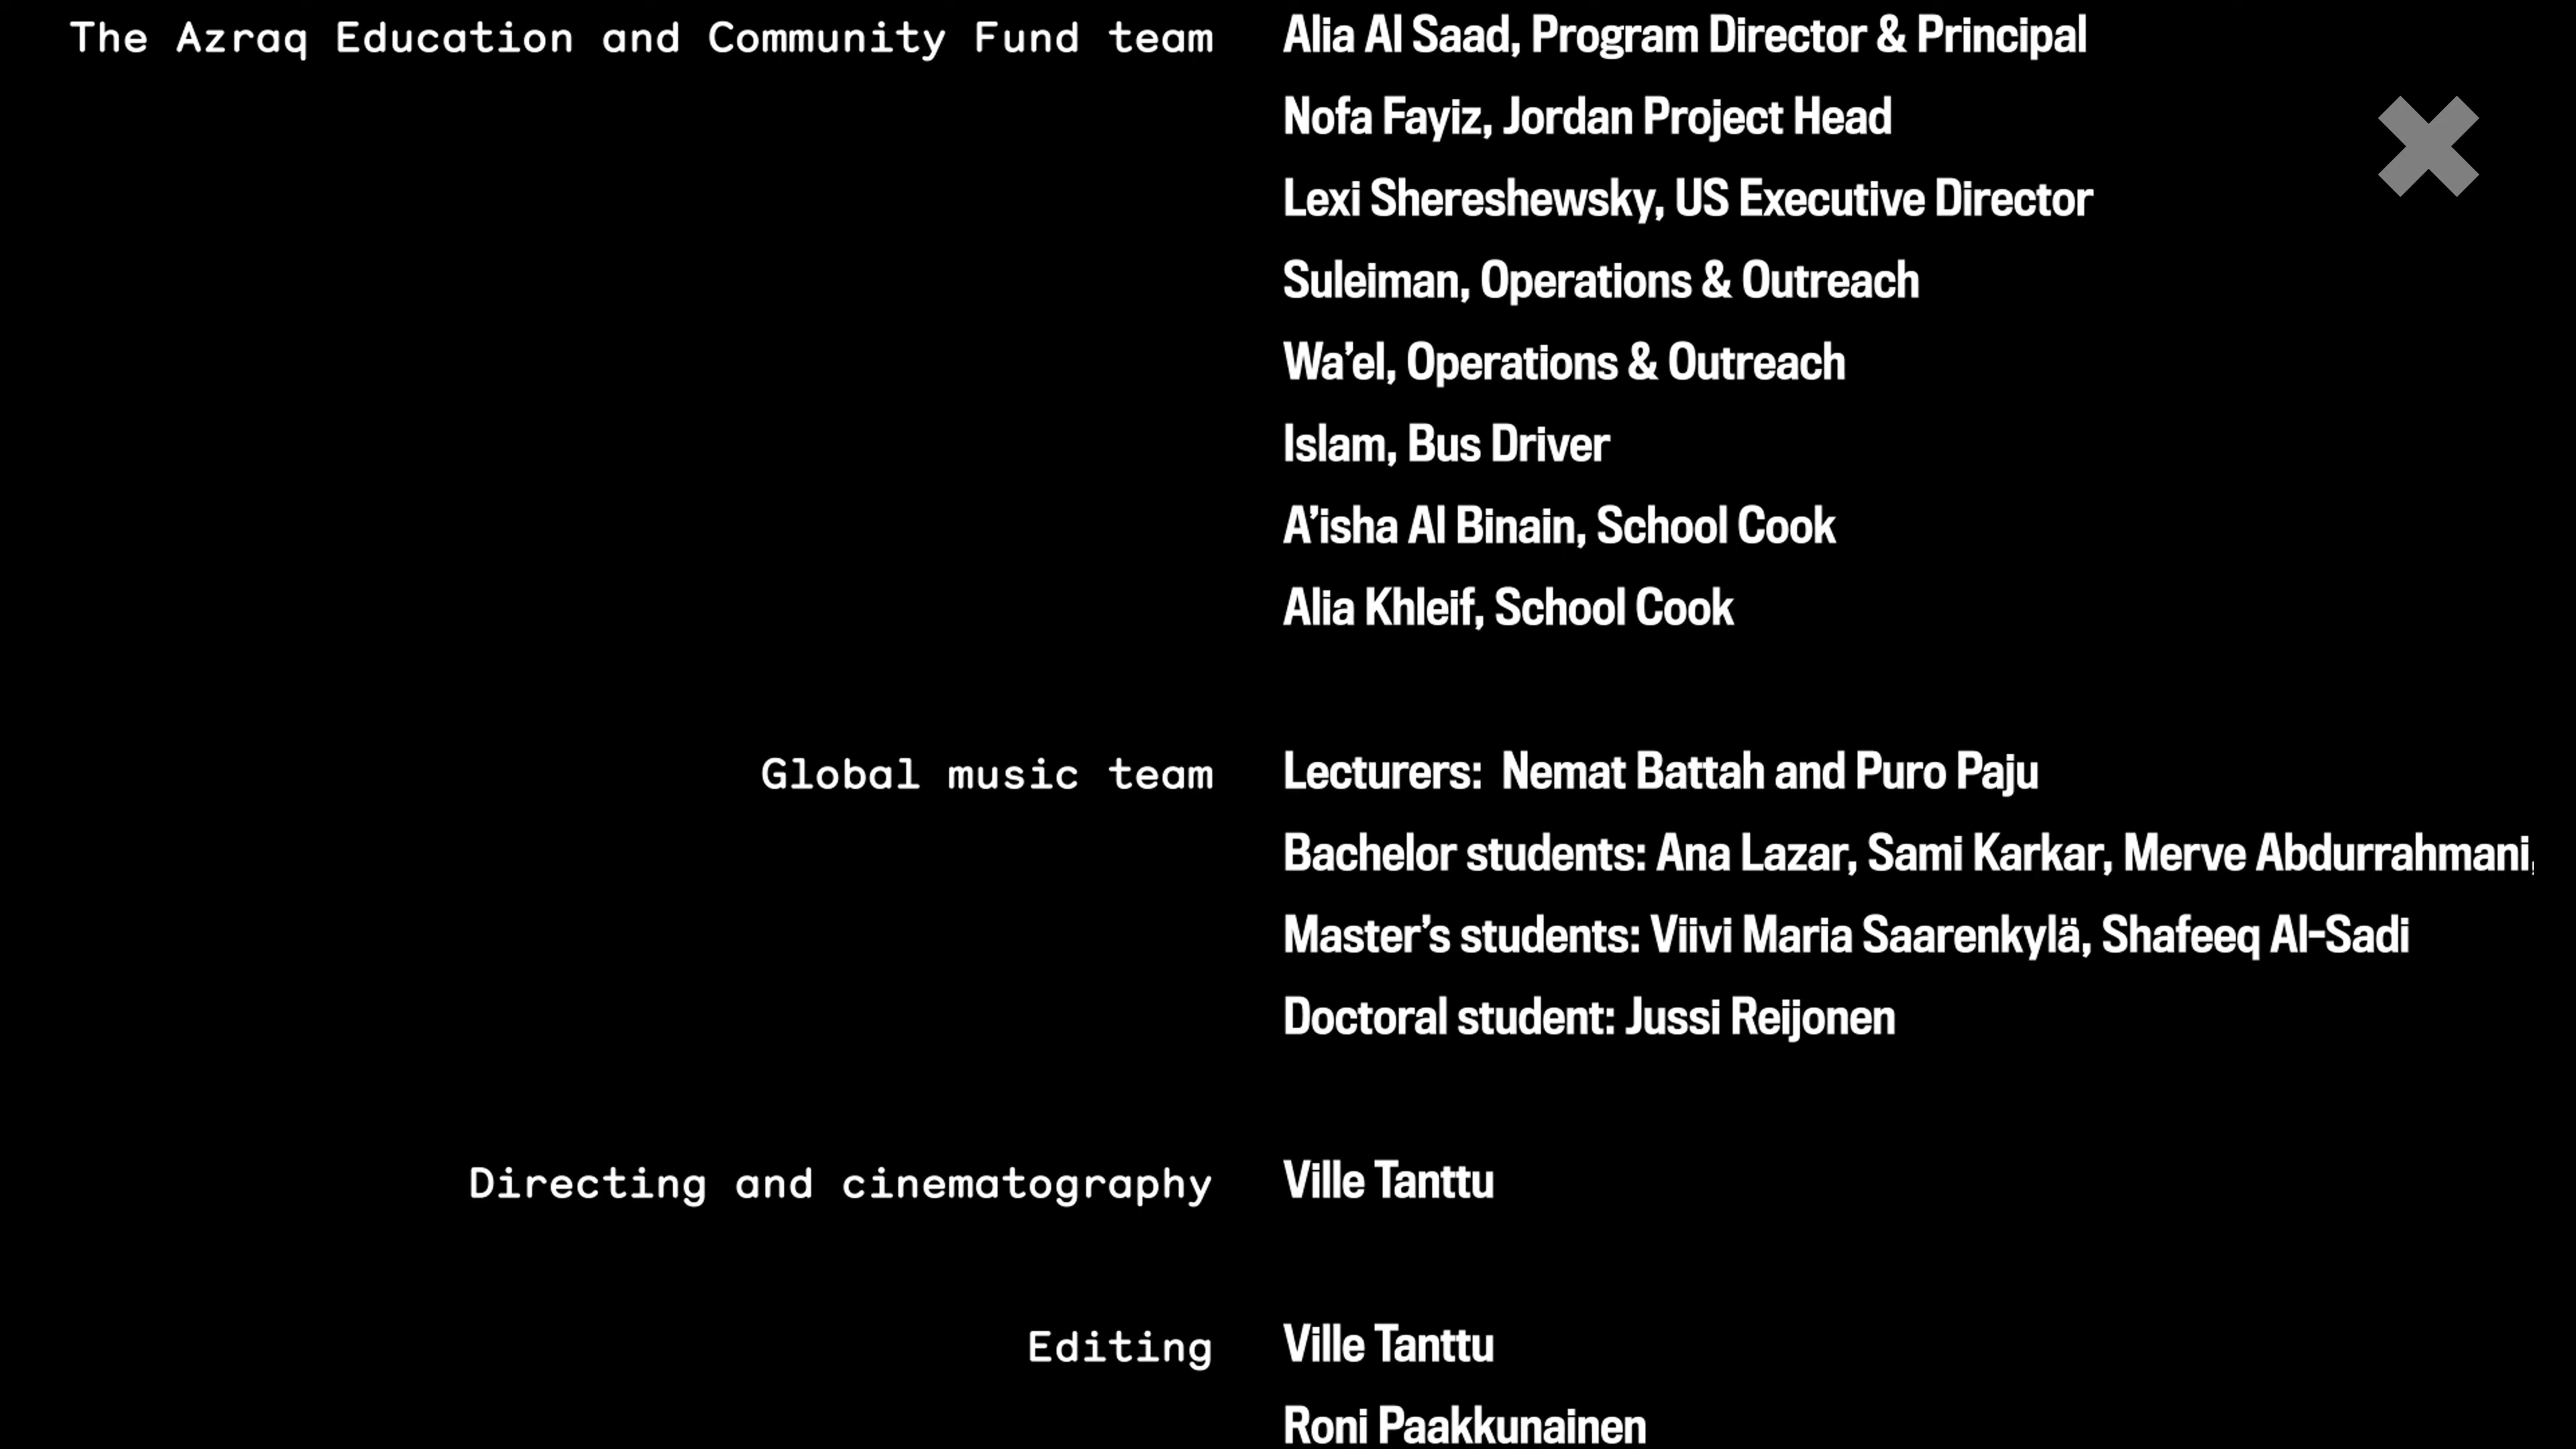 The Azraq Education and Community Fund team Alia Al Saad, Program Director & Principal
Nofa Fayiz, Jordan Project Head
Lexi Shereshewsky, US Executive Director
Suleiman, Operations & Outreach
Wa’el, Operations & Outreach
Islam, Bus Driver
A’isha Al Binain, School Cook
Alia Khleif, School Cook
Global music team Lecturers: Nemat Battah and Puro Paju
Bachelor students: Ana Lazar, Sami Karkar, Merve Abdurrahmani,
Master’s students: Viivi Maria Saarenkylä, Shafeeq Al-Sadi
Doctoral student: Jussi Reijonen
Directing and cinematography Ville Tanttu
Editing Ville Tanttu
Roni Paakkunainen